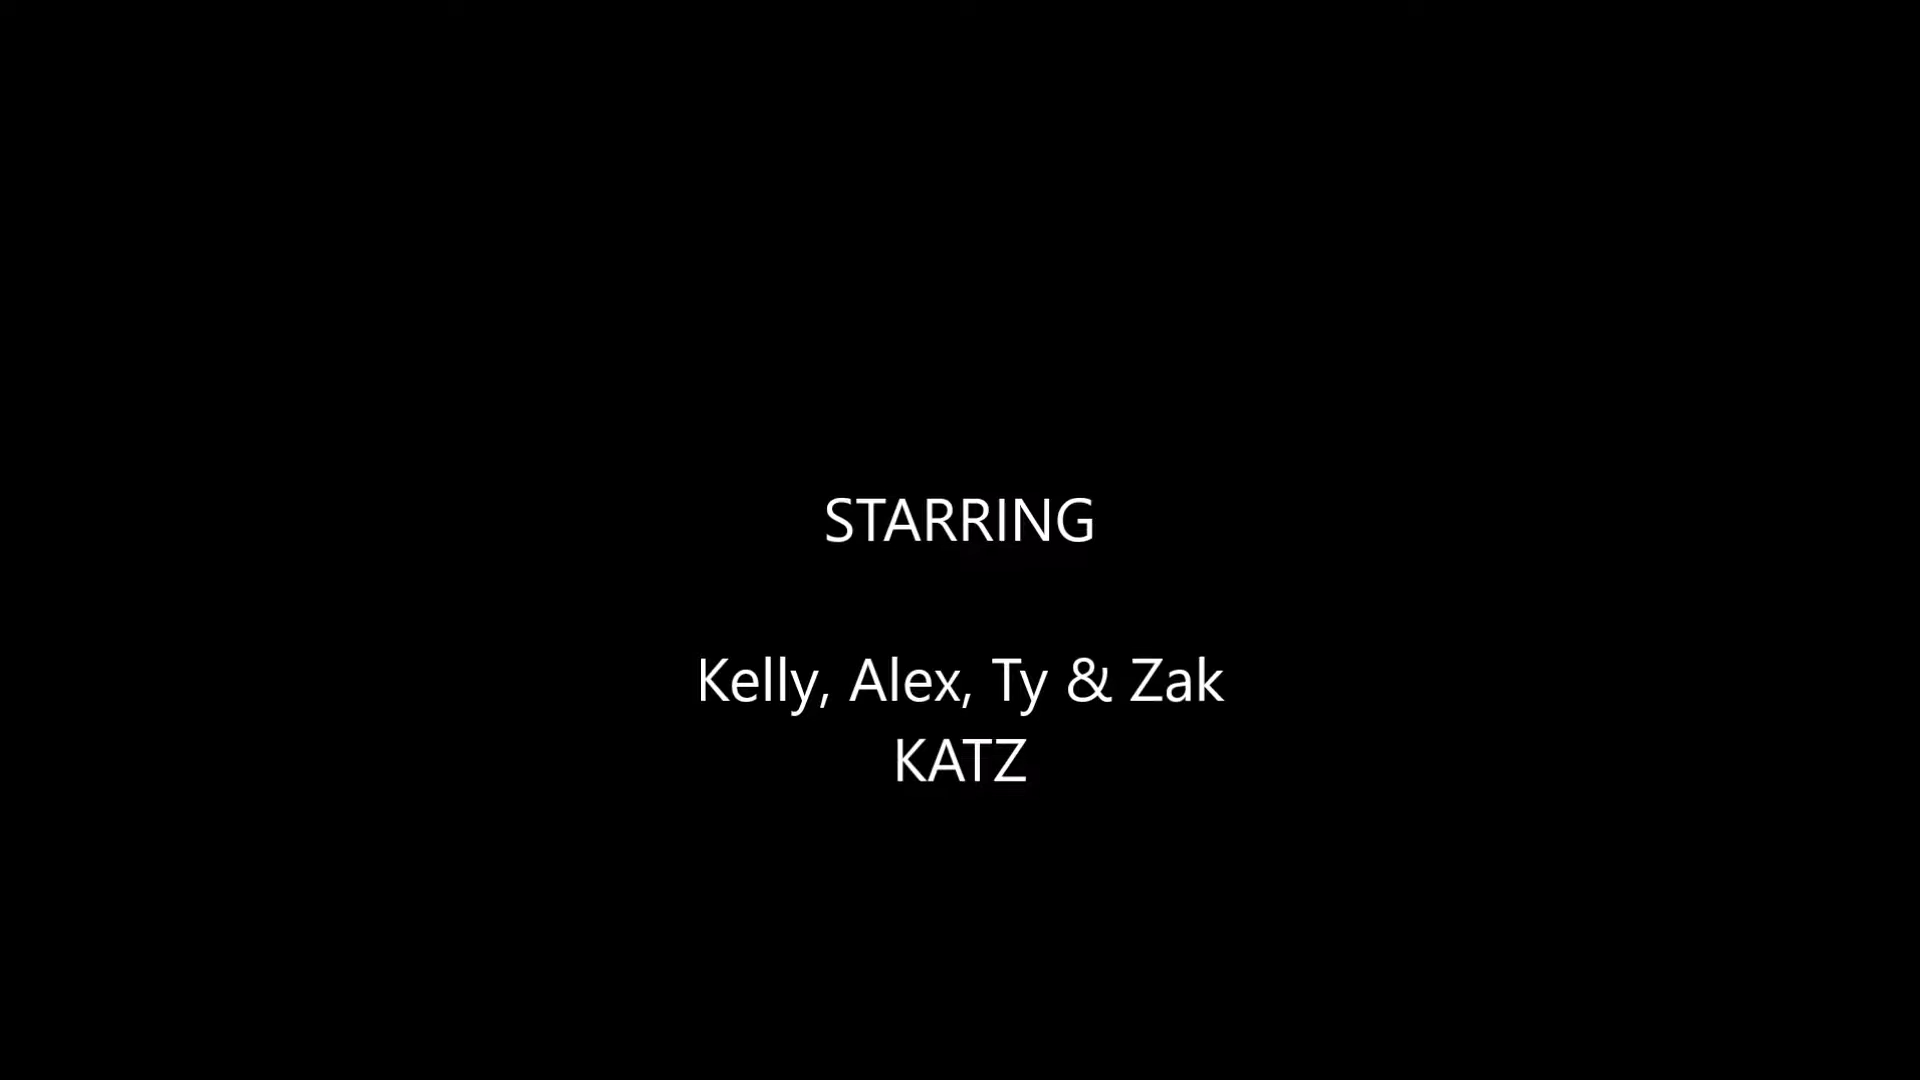 STARRING
Kelly, Alex, Ty & Zak
KATZ